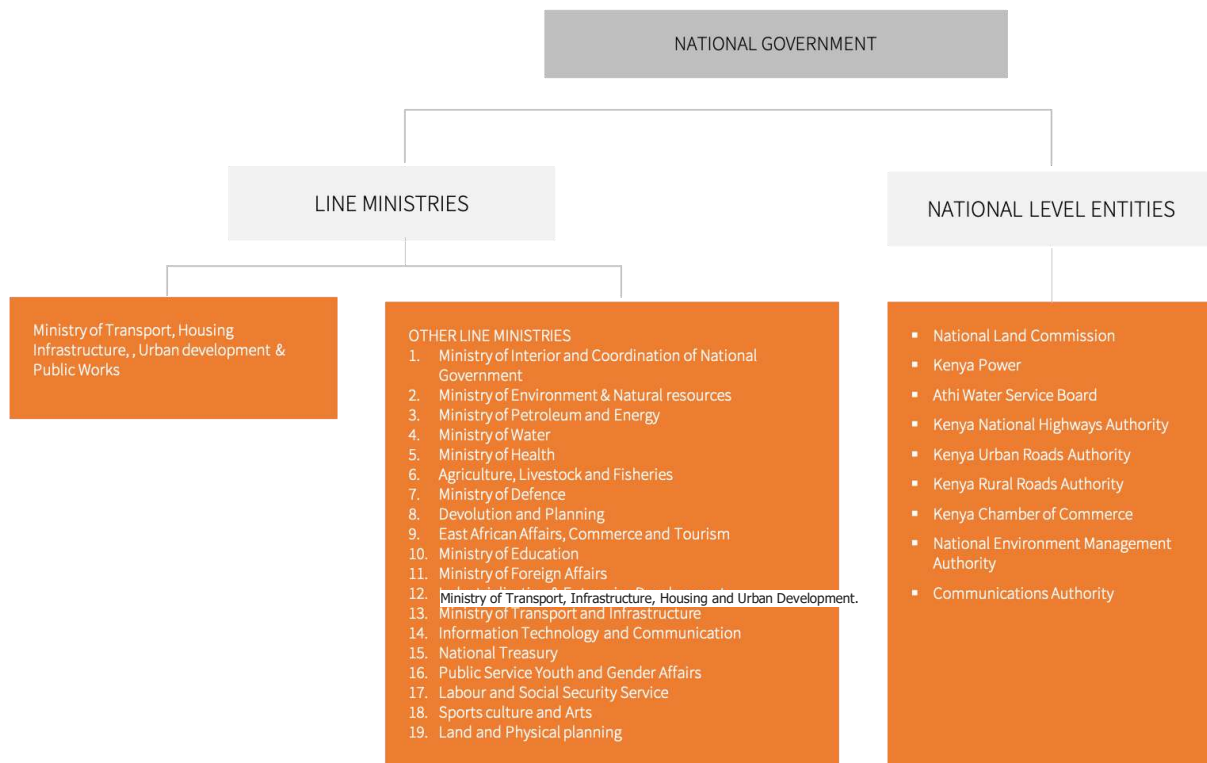 NATIONAL GOVERNMENT
LINE MINISTRIES
NATIONAL LEVEL ENTITIES
Ministry of Transport, Housing
Infrastructure, , Urban development &
Public Works
OTHER LINE MINISTRIES
1. Ministry of Interior and Coordination of National
Government
2. Ministry of Environment & Natural resources
3. Ministry of Petroleum and Energy
4. Ministry of Water
5. Ministry of Health
6. Agriculture, Livestock and Fisheries
7. Ministry of Defence
8. Devolution and Planning
9. East African Affairs, Commerce and Tourism
10. Ministry of Education
11. Ministry of Foreign Affairs
12.
Ministry of Transport, Infrastructure, Housing and Urban Development.
13. Ministry of Transport and Infrastructure
14. Information Technology and Communication
15. National Treasury
16. Public Service Youth and Gender Affairs
17. Labour and Social Security Service
18. Sports culture and Arts
19. Land and Physical planning
▪ National Land Commission
▪ Kenya Power
▪ Athi Water Service Board
▪ Kenya National Highways Authority
▪ Kenya Urban Roads Authority
▪ Kenya Rural Roads Authority
▪ Kenya Chamber of Commerce
▪ National Environment Management
Authority
▪ Communications Authority